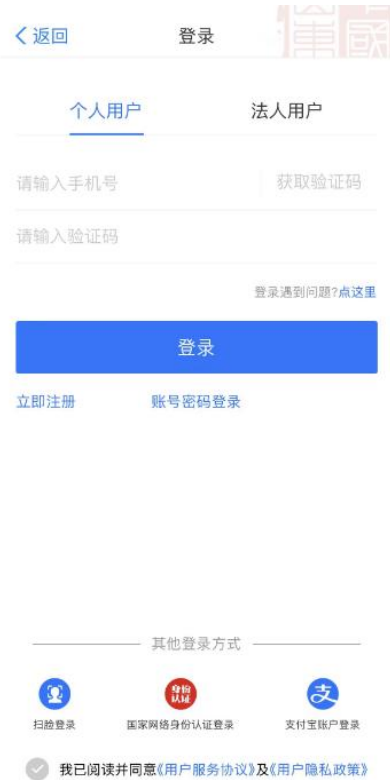 返回 登录
个人用户 法人用户
请输入手机号 获取验证码
请输入验证码
登录遇到问题?点这里
登录
立即注册 账号密码登录
其他登录方式
身份
认证
支
扫脸登录 国家网络身份认证登录 支付宝账户登录
我已阅读并同意《用户服务协议》及《用户隐私政策》